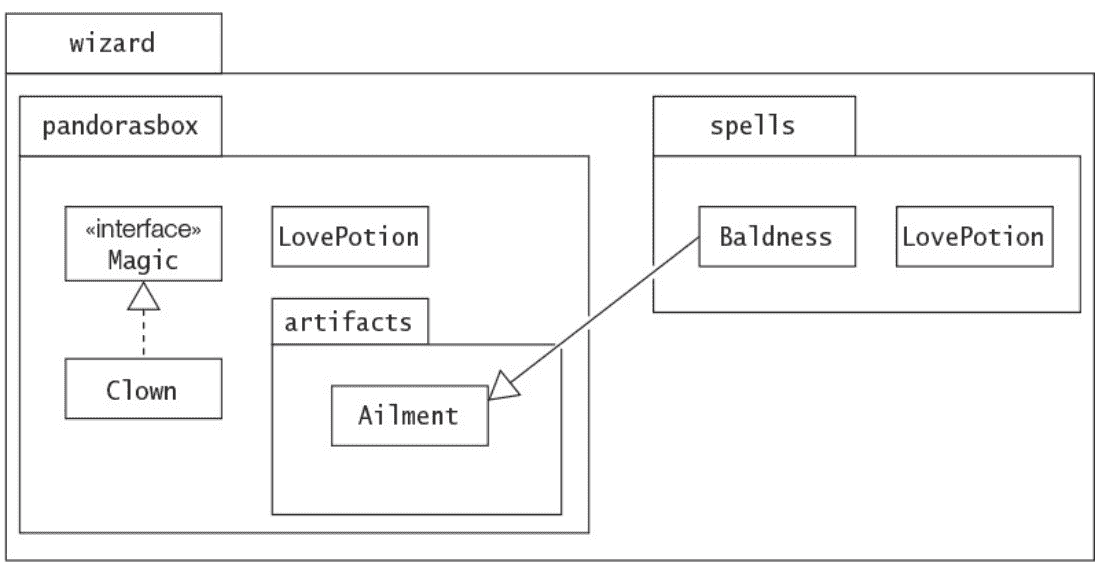 wizard
pandorasbox
spells
«interface»
Magic
LovePotion
Baldness
LovePotion
artifacts
Clown
Ailment